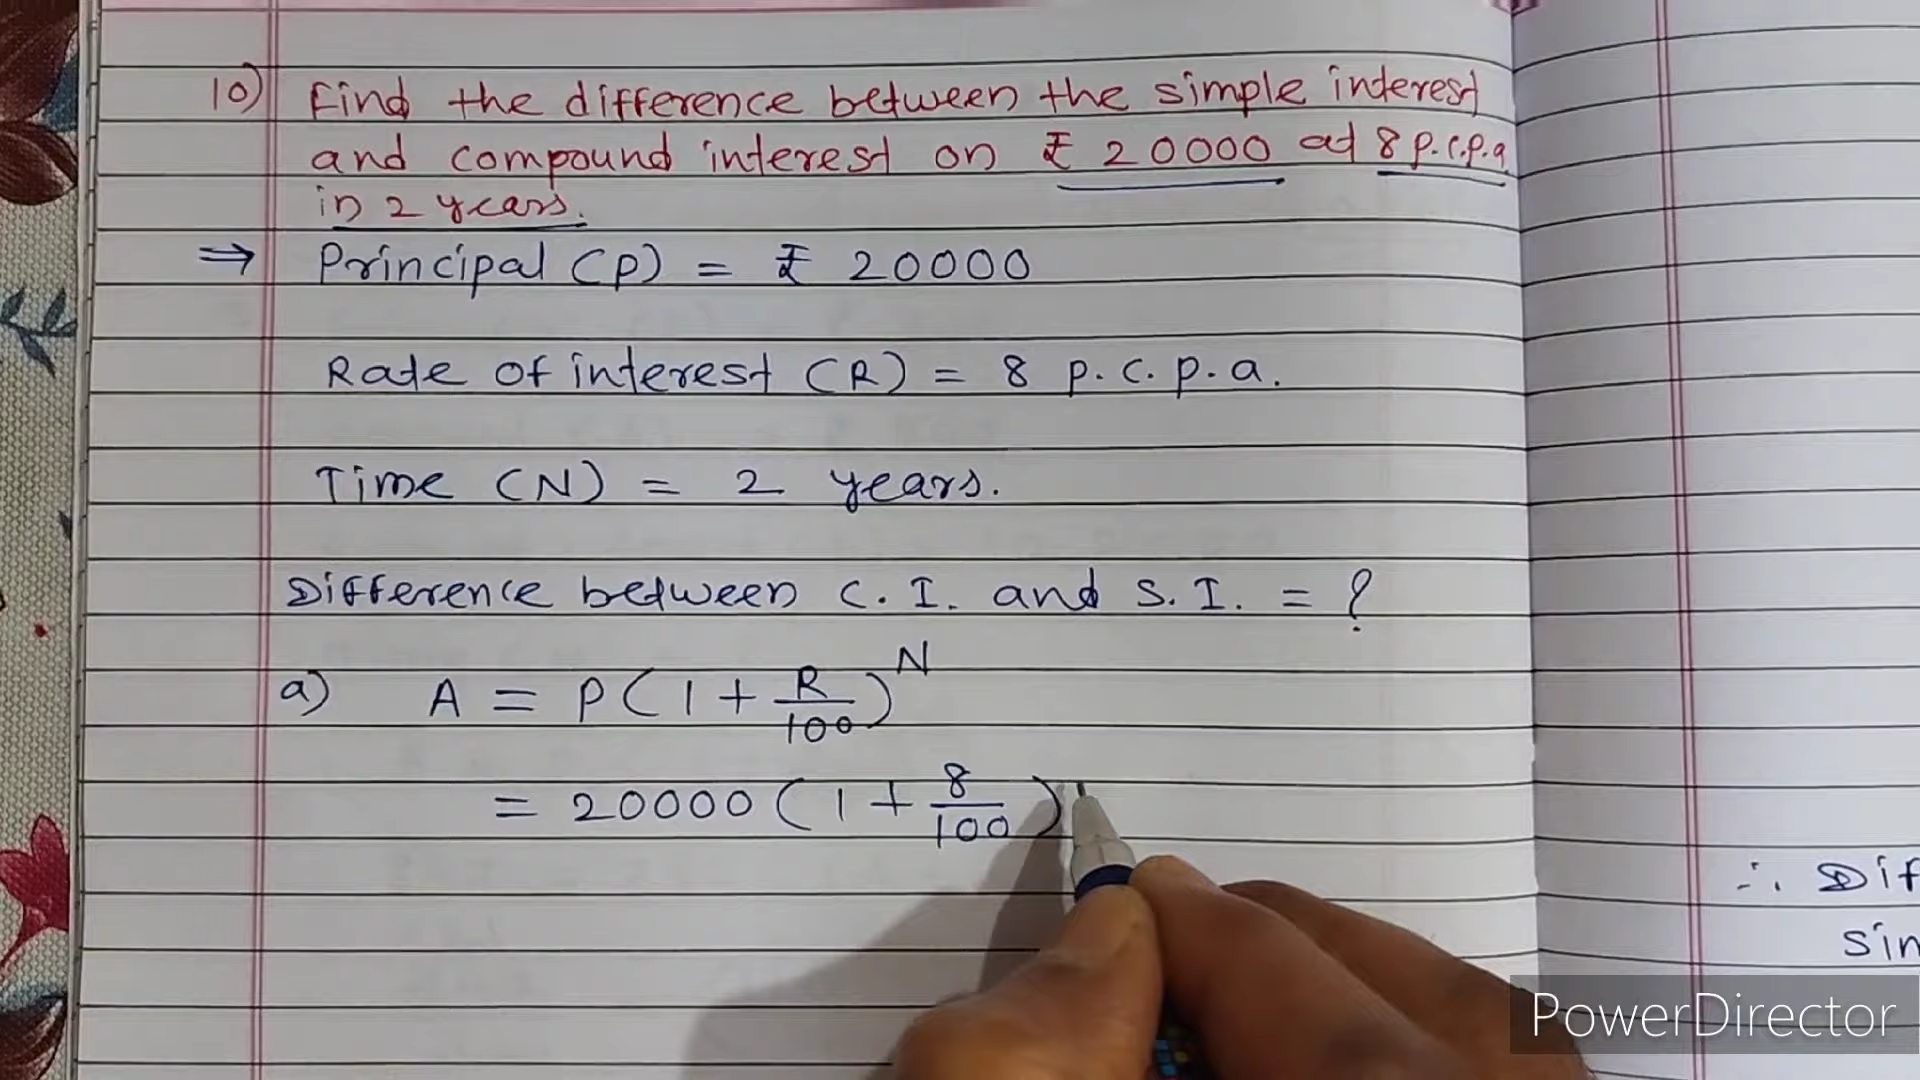 10) Find the difference between the simple interest
and compound interest on ₹ 20000 at 8 p.c.p.a
in 2 years.
⇒ Principal (P) = ₹ 20000
Rate of interest (R) = 8 p.c.p.a.
Time (N) = 2 years.
Difference between C.I. and S.I. = ?
a) A = P(1 + R/100)^N
= 20000 (1 + 8/100)
∴ Dif
Sin
PowerDirector